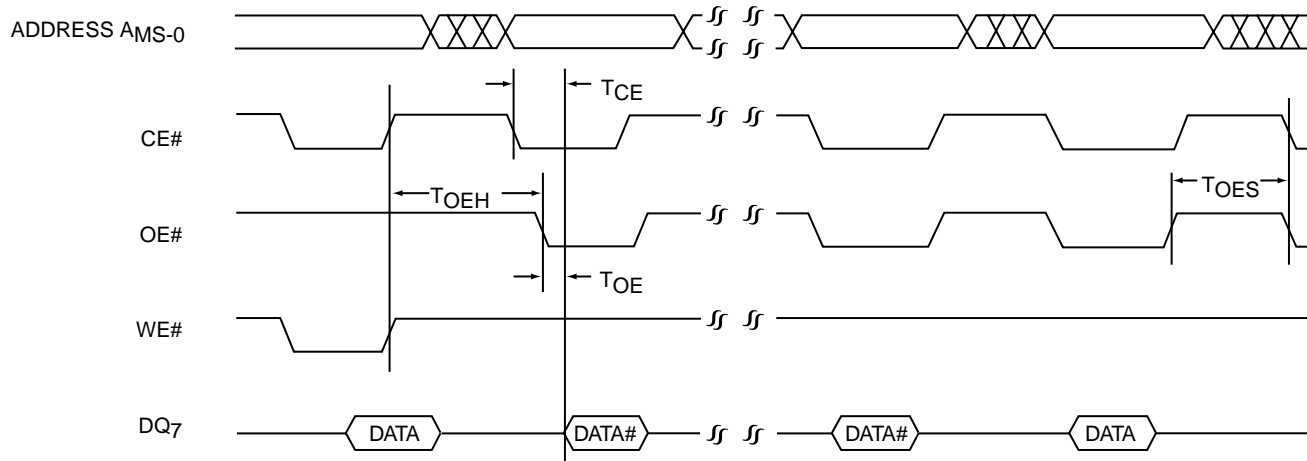 ADDRESS AMS-0
TCE
CE#
TOEH
TOES
OE#
TOE
WE#
DQ7
DATA
DATA#
DATA#
DATA